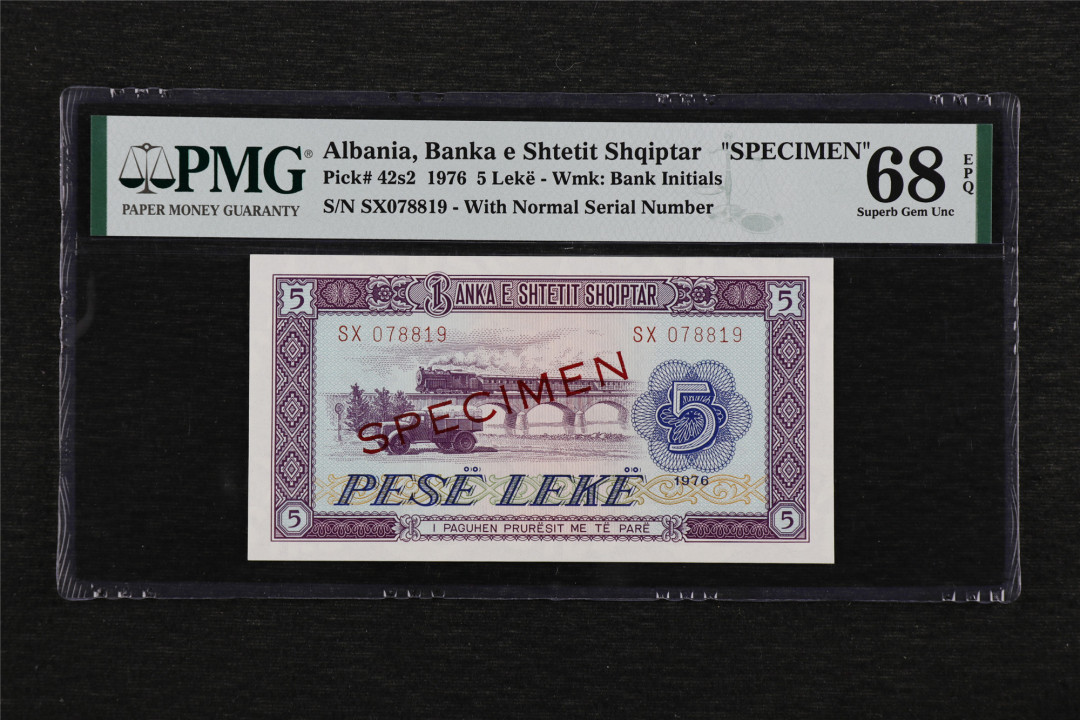 PMG®
PAPER MONEY GUARANTY
Albania, Banka e Shtetit Shqiptar "SPECIMEN"
Pick# 42s2 1976 5 Lekë - Wmk: Bank Initials
S/N SX078819 - With Normal Serial Number
68
EPQ
Superb Gem Unc
5 BANKA E SHTETIT SHQIPTAR 5
SX 078819 SX 078819
SPECIMEN
5
PESË LEKË 1976
5 I PAGUHEN PRURËSIT ME TË PARË 5